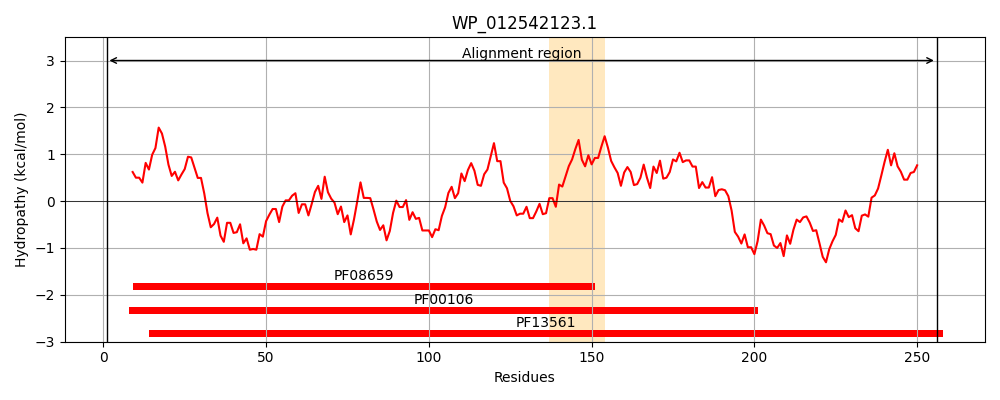 WP_012542123.1
Alignment region
3
2
1
0
−1
−2
−3
Hydropathy (kcal/mol)
PF08659
PF00106
PF13561
0
50
100
150
200
250
Residues